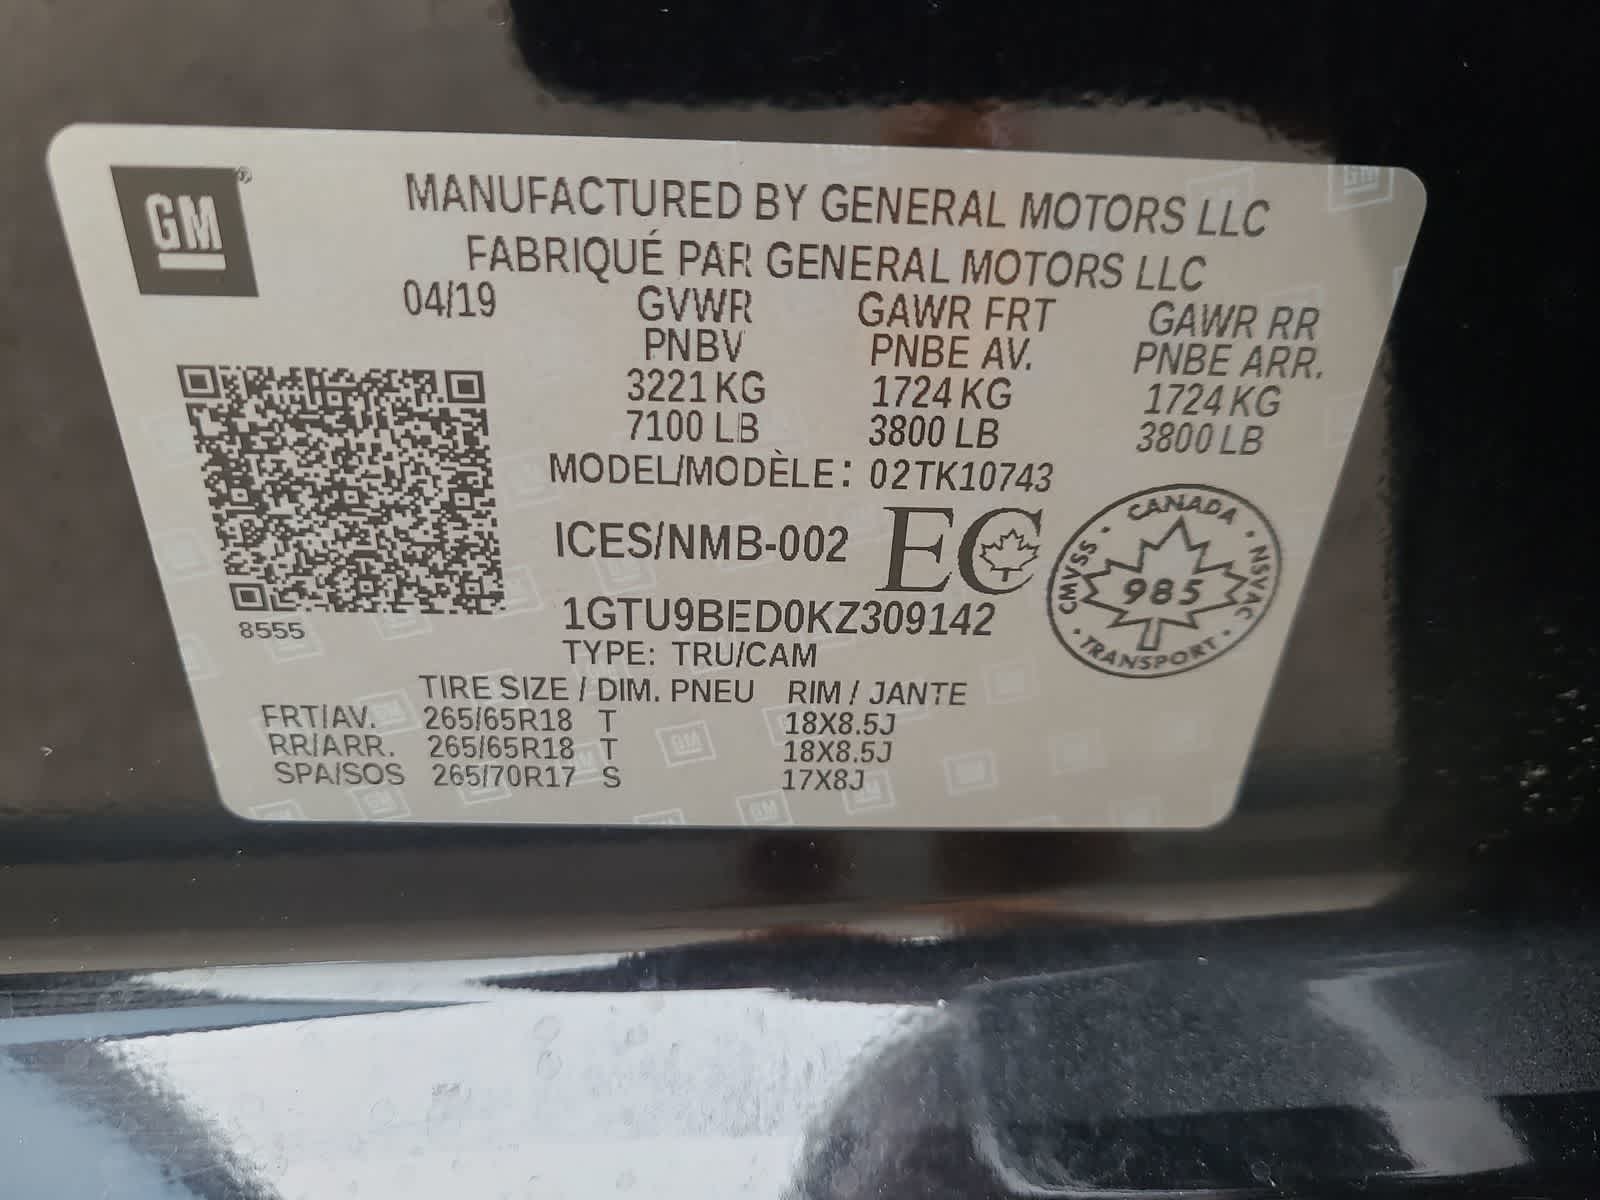 GM®
MANUFACTURED BY GENERAL MOTORS LLC
FABRIQUÉ PAR GENERAL MOTORS LLC
04/19 GVWR GAWR FRT GAWR RR
PNBV PNBE AV. PNBE ARR.
3221 KG 1724 KG 1724 KG
7100 LB 3800 LB 3800 LB
MODEL/MODÈLE: 02TK10743
ICES/NMB-002 EC
CANADA · NSVAC · TRANSPORT · CMVSS ·
985
8555
1GTU9BED0KZ309142
TYPE: TRU/CAM
TIRE SIZE / DIM. PNEU RIM / JANTE
FRT/AV. 265/65R18 T 18X8.5J
RR/ARR. 265/65R18 T 18X8.5J
SPA/SOS 265/70R17 S 17X8J